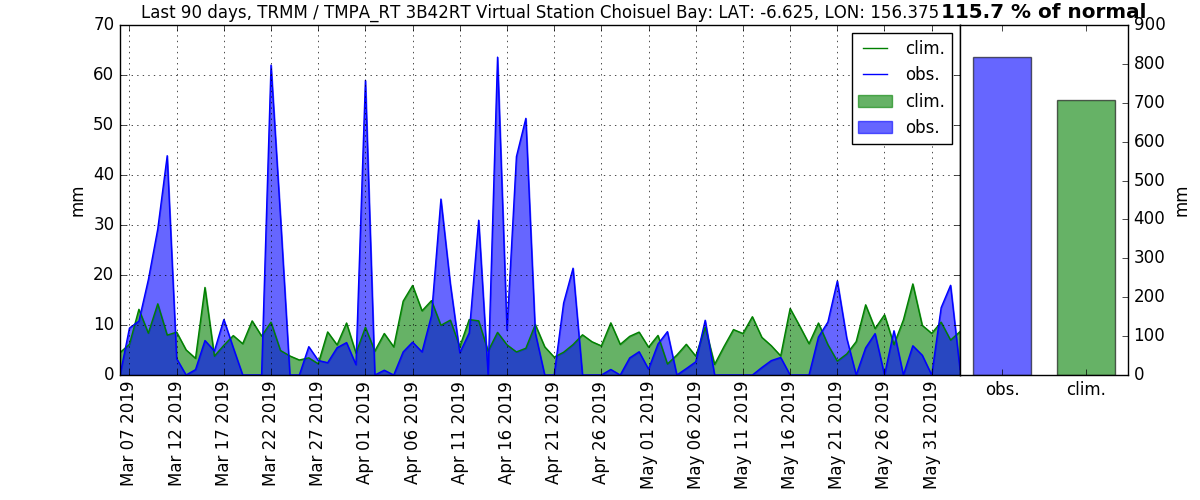 Last 90 days, TRMM / TMPA_RT 3B42RT Virtual Station Choisuel Bay: LAT: -6.625, LON: 156.375
115.7 % of normal
70
60
50
40
30
20
10
0
mm
clim.
obs.
clim.
obs.
Mar 07 2019
Mar 12 2019
Mar 17 2019
Mar 22 2019
Mar 27 2019
Apr 01 2019
Apr 06 2019
Apr 11 2019
Apr 16 2019
Apr 21 2019
Apr 26 2019
May 01 2019
May 06 2019
May 11 2019
May 16 2019
May 21 2019
May 26 2019
May 31 2019
900
800
700
600
500
400
300
200
100
0
mm
obs.
clim.